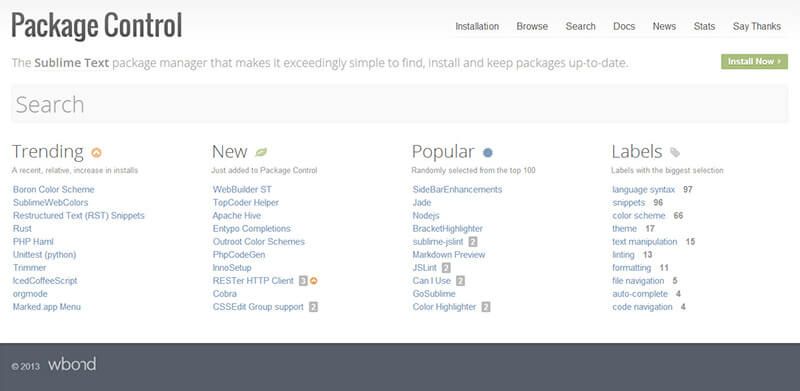 Package Control
Installation Browse Search Docs News Stats Say Thanks
The Sublime Text package manager that makes it exceedingly simple to find, install and keep packages up-to-date.
Install Now ›
Search
Trending
A recent, relative, increase in installs
Boron Color Scheme
SublimeWebColors
Restructured Text (RST) Snippets
Rust
PHP Haml
Unittest (python)
Trimmer
IcedCoffeeScript
orgmode
Marked.app Menu
New
Just added to Package Control
WebBuilder ST
TopCoder Helper
Apache Hive
Entypo Completions
Outroot Color Schemes
PhpCodeGen
InnoSetup
RESTer HTTP Client 3
Cobra
CSSEdit Group support 2
Popular
Randomly selected from the top 100
SideBarEnhancements
Jade
Nodejs
BracketHighlighter
sublime-jslint 2
Markdown Preview
JSLint 2
Can I Use 2
GoSublime
Color Highlighter 2
Labels
Labels with the biggest selection
language syntax 97
snippets 96
color scheme 66
theme 17
text manipulation 15
linting 13
formatting 11
file navigation 5
auto-complete 4
code navigation 4
© 2013 wbond